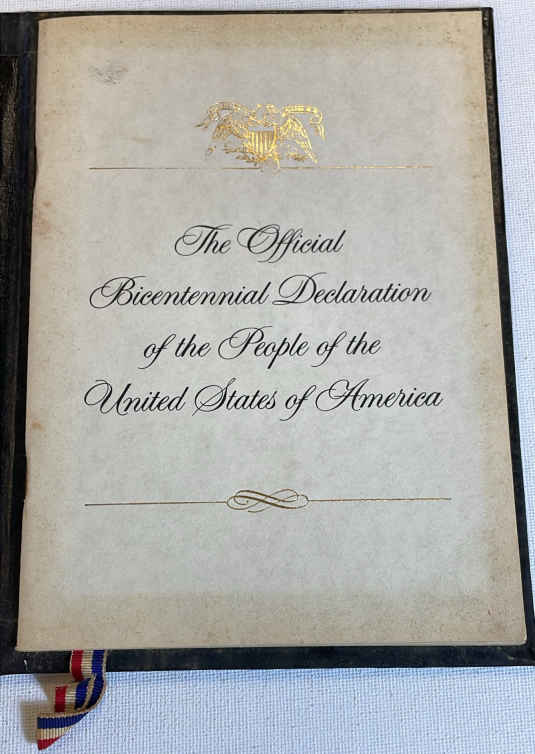 The Official
Bicentennial Declaration
of the People of the
United States of America